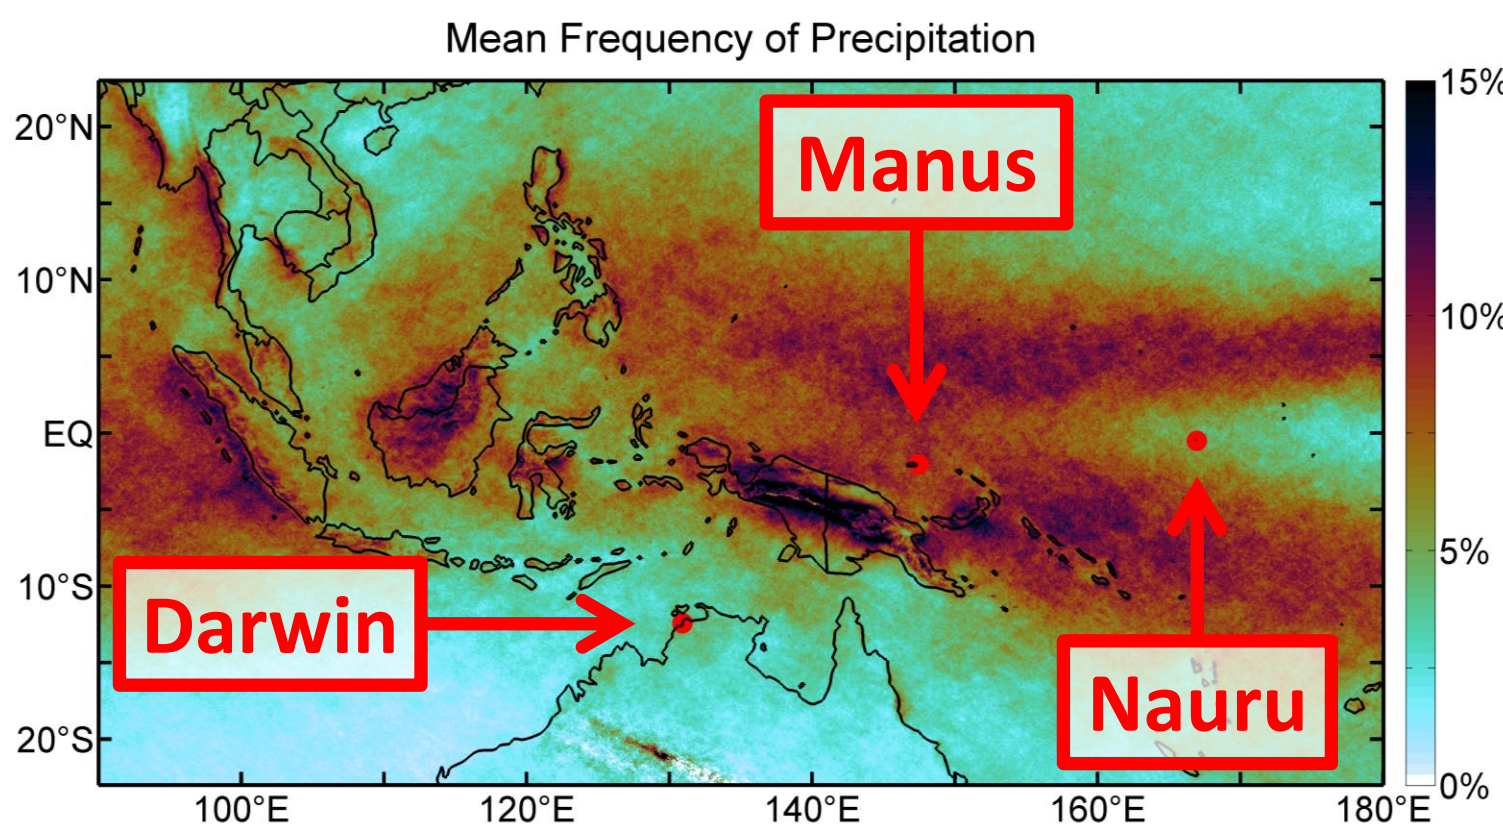 Mean Frequency of Precipitation
20°N
10°N
EQ
10°S
20°S
100°E
120°E
140°E
160°E
180°E
15%
10%
5%
0%
Manus
Darwin
Nauru